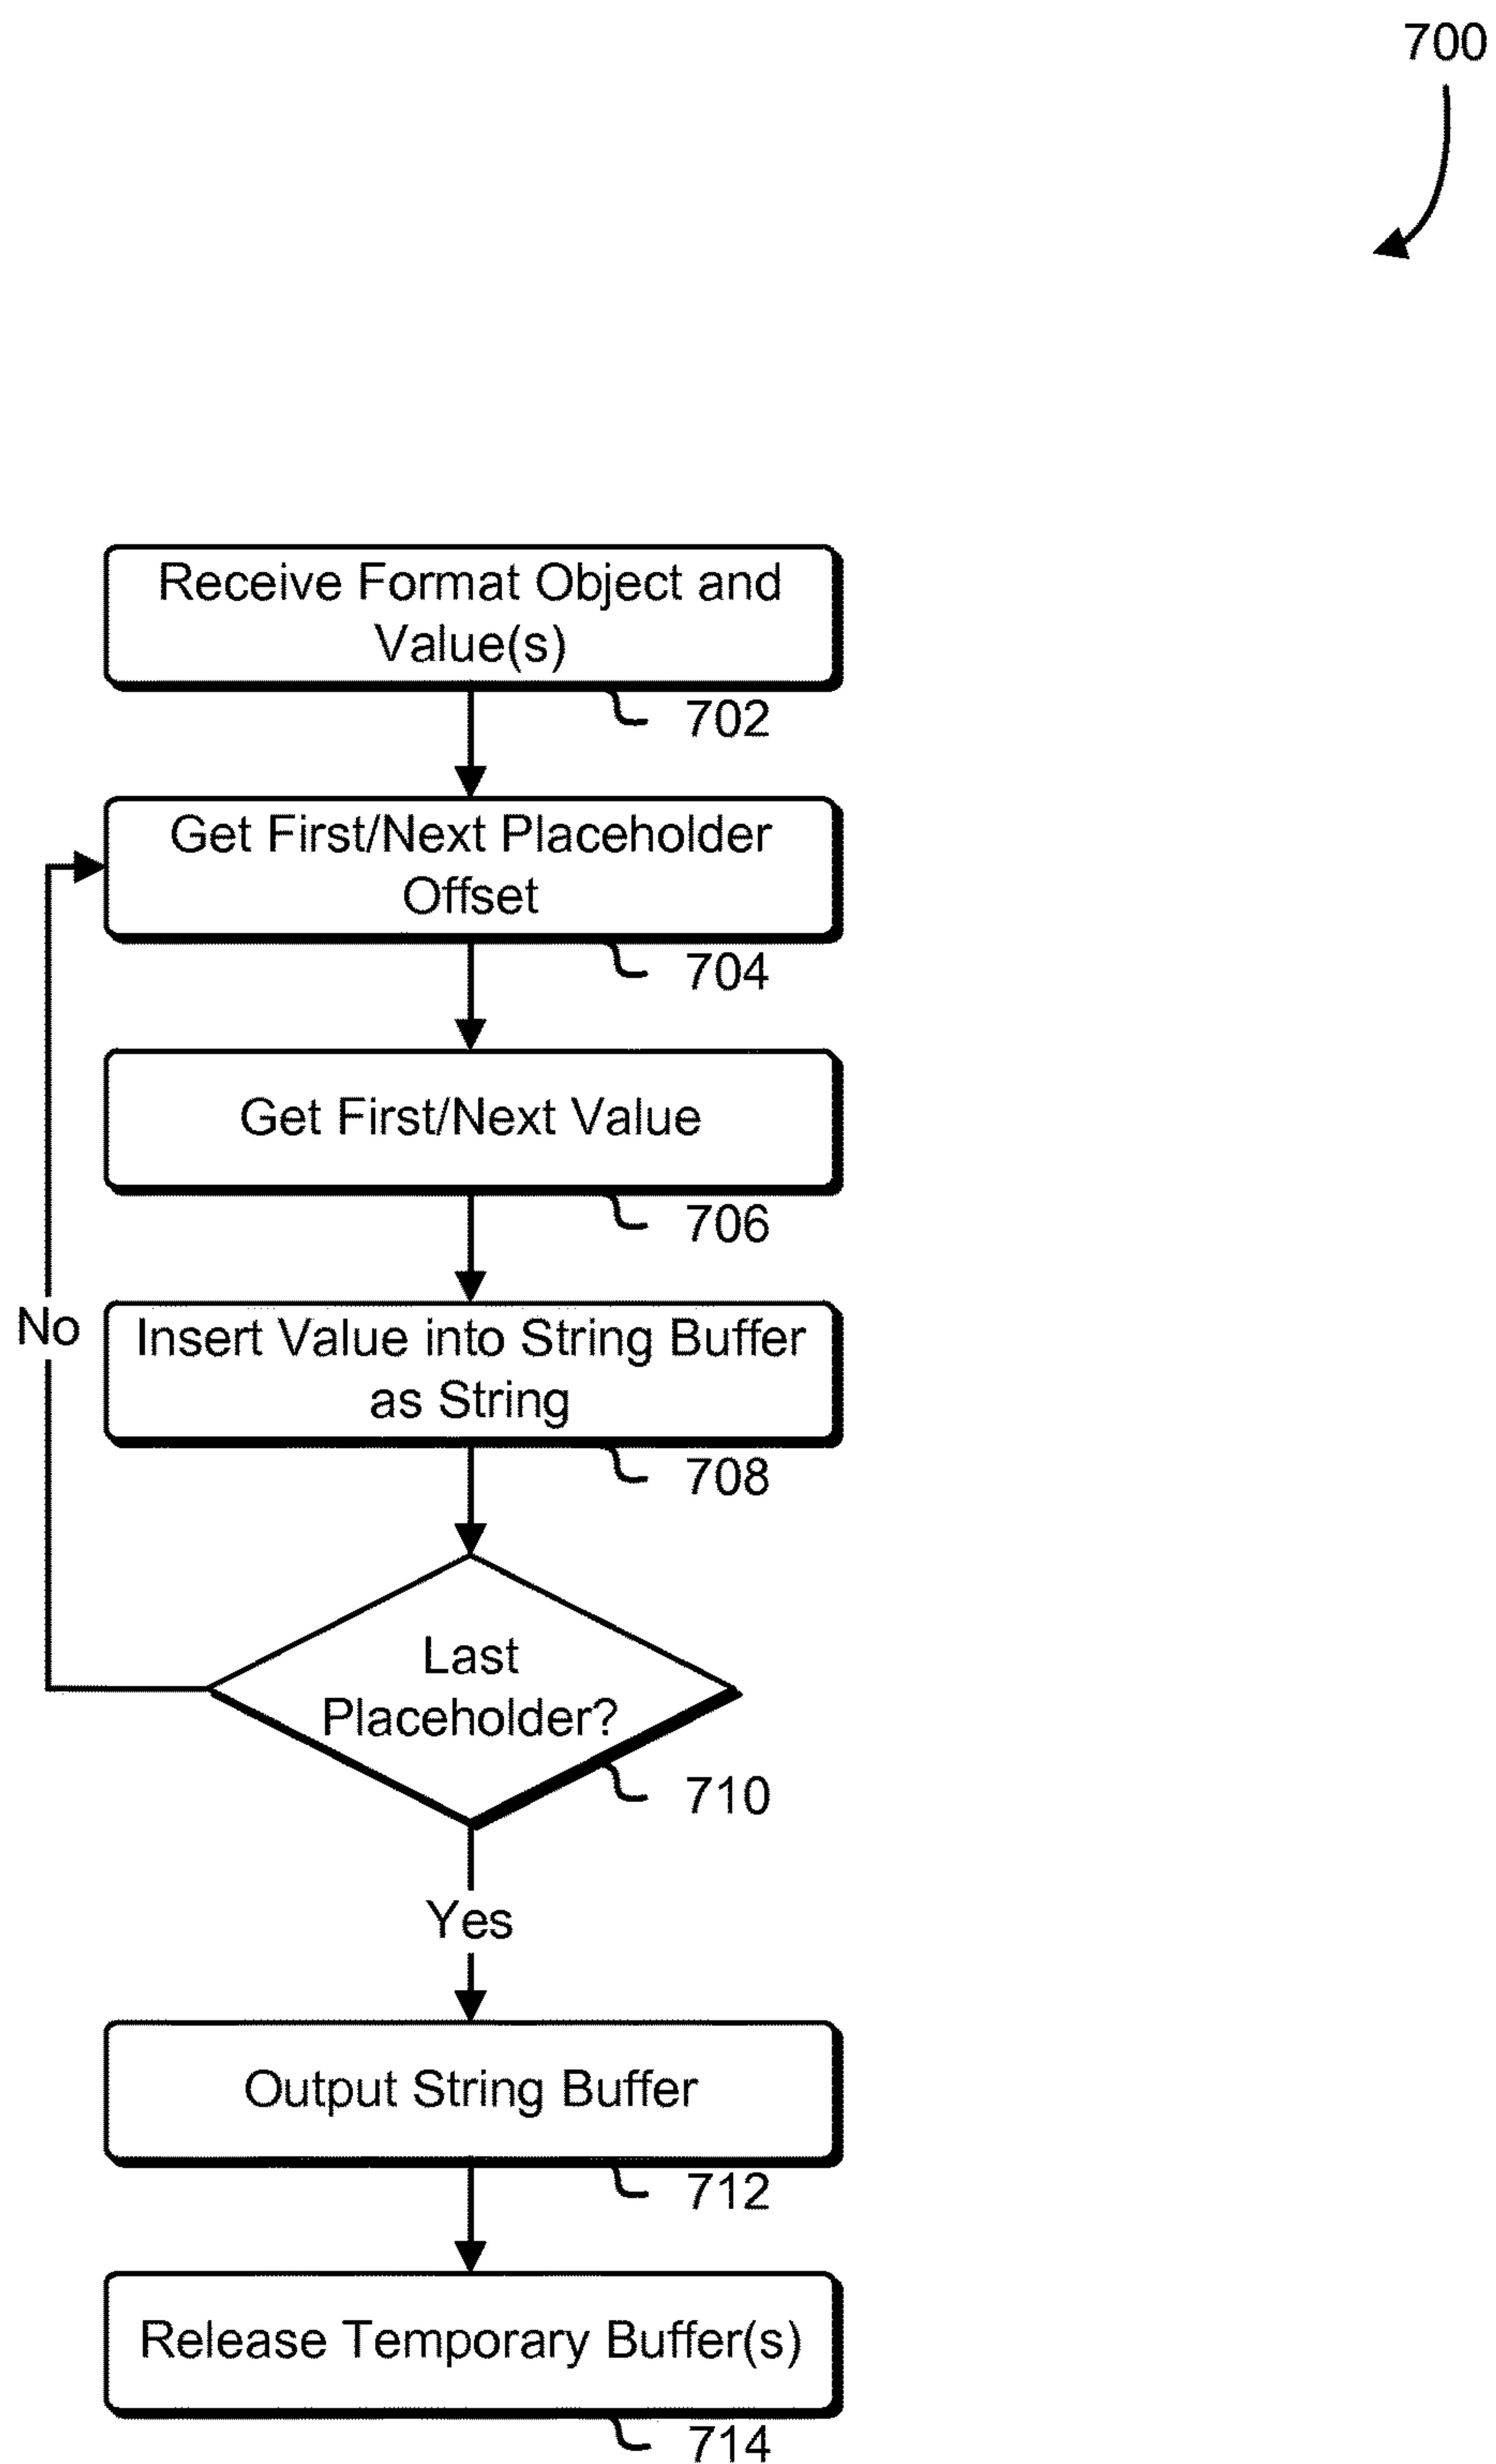 700
Receive Format Object and
Value(s)
702
Get First/Next Placeholder
Offset
704
Get First/Next Value
706
No
Insert Value into String Buffer
as String
708
Last
Placeholder?
710
Yes
Output String Buffer
712
Release Temporary Buffer(s)
714